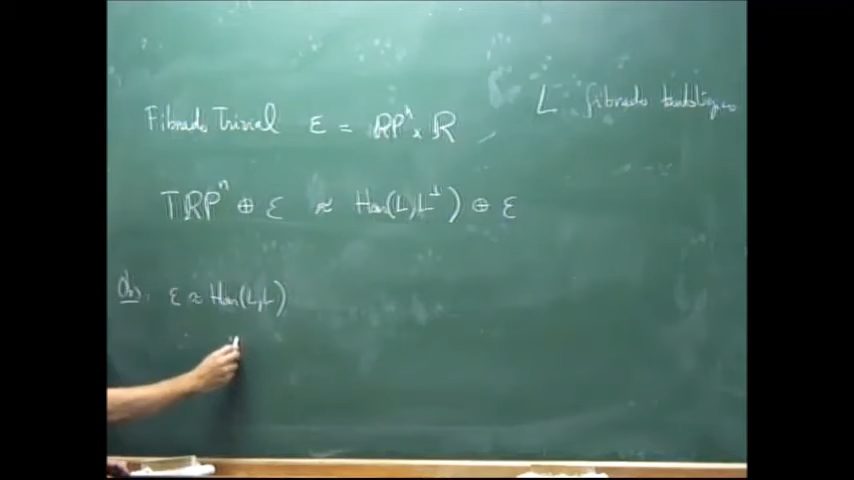 Fibrado Trivial ε = RPⁿ × R , L fibrado tautológico
TRPⁿ ⊕ ε ≈ Hom(L, L^⊥) ⊕ ε
Obs. ε ≈ Hom(L,L)